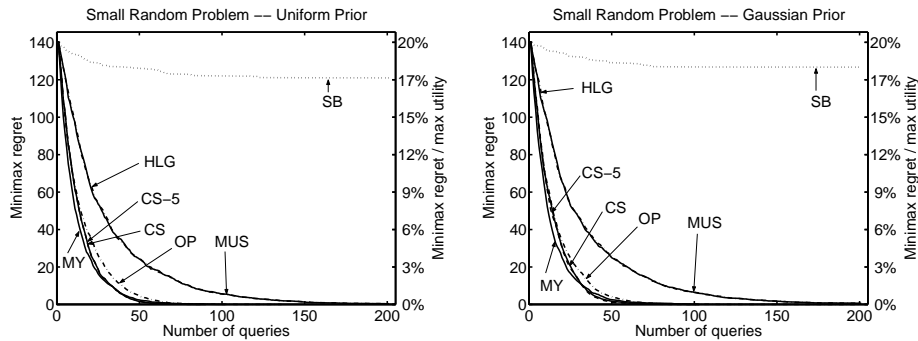 Small Random Problem −− Uniform Prior
Minimax regret
140
120
100
80
60
40
20
0
20%
17%
15%
12%
9%
6%
3%
0%
Minimax regret / max utility
SB
HLG
CS−5
CS
OP
MUS
MY
0
50
100
150
200
Number of queries
Small Random Problem −− Gaussian Prior
Minimax regret
140
120
100
80
60
40
20
0
20%
17%
15%
12%
9%
6%
3%
0%
Minimax regret / max utility
HLG
SB
CS−5
CS
OP
MUS
MY
0
50
100
150
200
Number of queries